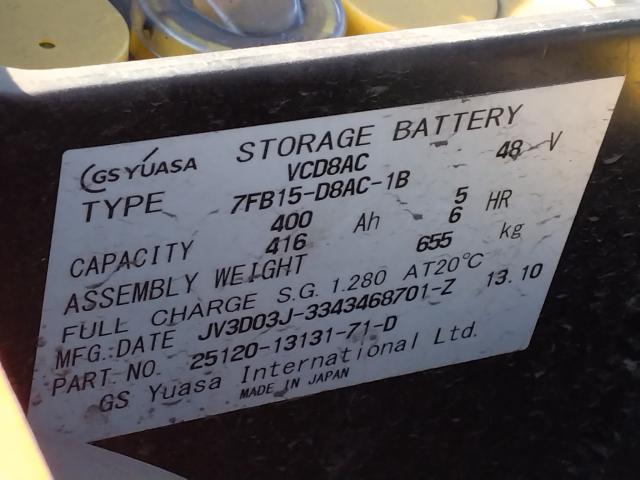 GS YUASA STORAGE BATTERY
TYPE VCD8AC 48 V
7FB15-D8AC-1B
CAPACITY 400 Ah 5 HR
416 6
ASSEMBLY WEIGHT 655 kg
FULL CHARGE S.G. 1.280 AT20°C
MFG. DATE JV3D03J-3343468701-Z 13.10
PART NO. 25120-13131-71-D
GS Yuasa International Ltd.
MADE IN JAPAN